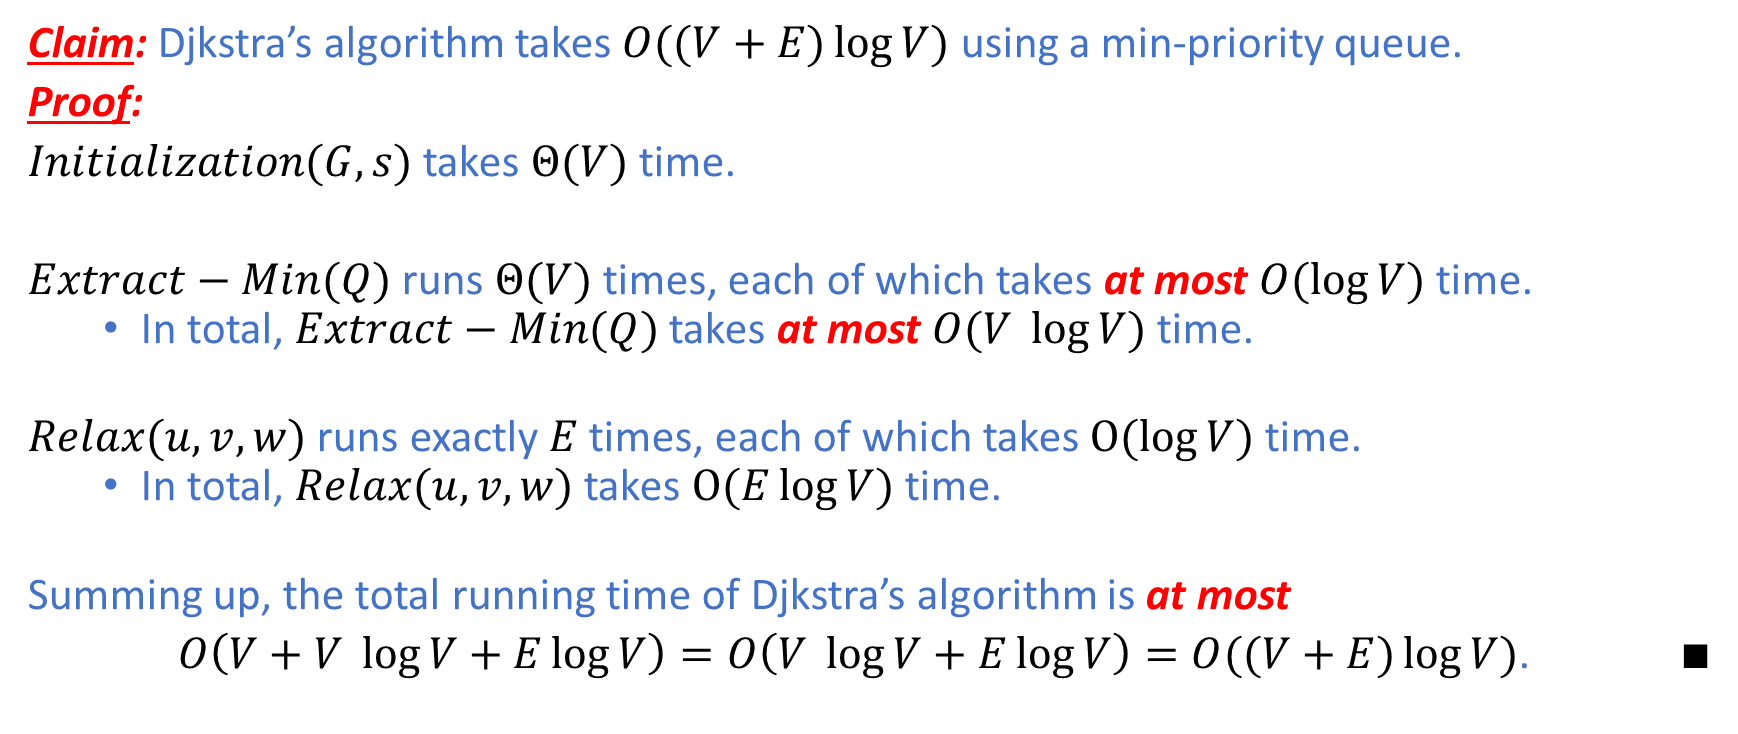 Claim: Djkstra's algorithm takes O((V + E) log V) using a min-priority queue.
Proof:
Initialization(G, s) takes Θ(V) time.
Extract − Min(Q) runs Θ(V) times, each of which takes at most O(log V) time.
• In total, Extract − Min(Q) takes at most O(V log V) time.
Relax(u, v, w) runs exactly E times, each of which takes O(log V) time.
• In total, Relax(u, v, w) takes O(E log V) time.
Summing up, the total running time of Djkstra's algorithm is at most
O(V + V log V + E log V) = O(V log V + E log V) = O((V + E) log V). ■